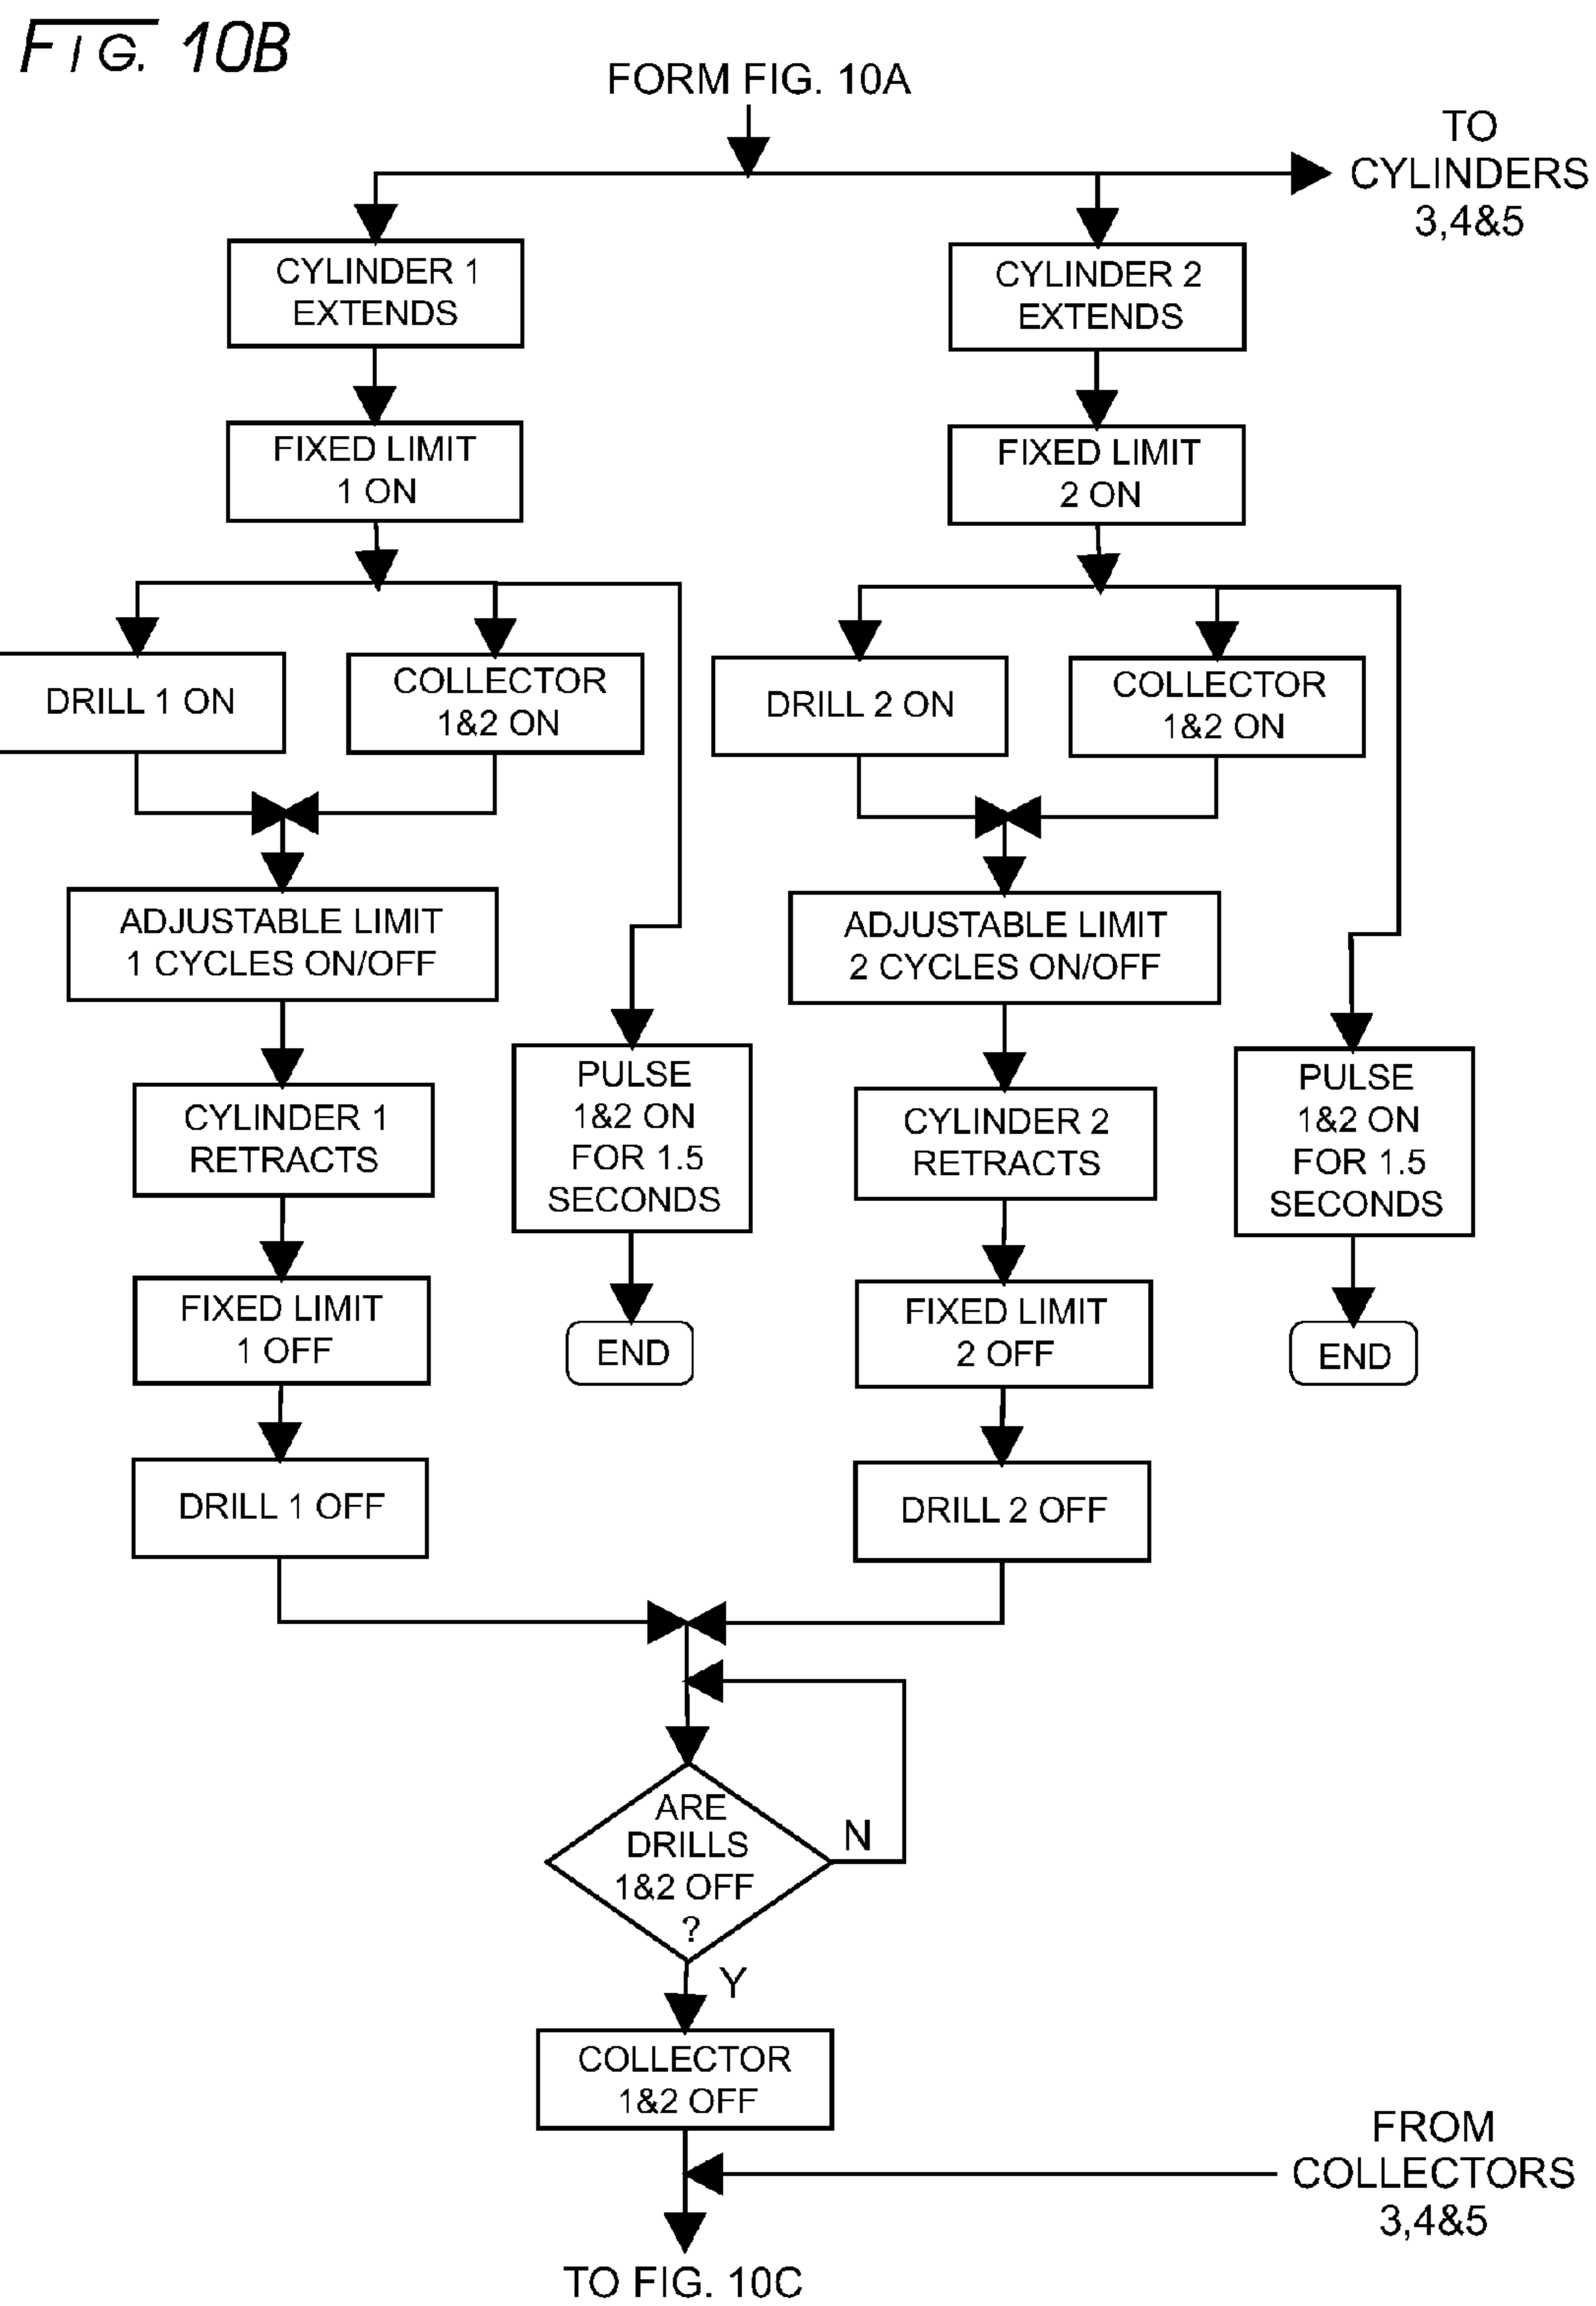 FIG. 10B
FORM FIG. 10A
TO
CYLINDERS
3,4&5
CYLINDER 1
EXTENDS
CYLINDER 2
EXTENDS
FIXED LIMIT
1 ON
FIXED LIMIT
2 ON
DRILL 1 ON
COLLECTOR
1&2 ON
DRILL 2 ON
COLLECTOR
1&2 ON
ADJUSTABLE LIMIT
1 CYCLES ON/OFF
ADJUSTABLE LIMIT
2 CYCLES ON/OFF
CYLINDER 1
RETRACTS
PULSE
1&2 ON
FOR 1.5
SECONDS
CYLINDER 2
RETRACTS
PULSE
1&2 ON
FOR 1.5
SECONDS
FIXED LIMIT
1 OFF
END
FIXED LIMIT
2 OFF
END
DRILL 1 OFF
DRILL 2 OFF
ARE
DRILLS
1&2 OFF
?
N
Y
COLLECTOR
1&2 OFF
FROM
COLLECTORS
3,4&5
TO FIG. 10C